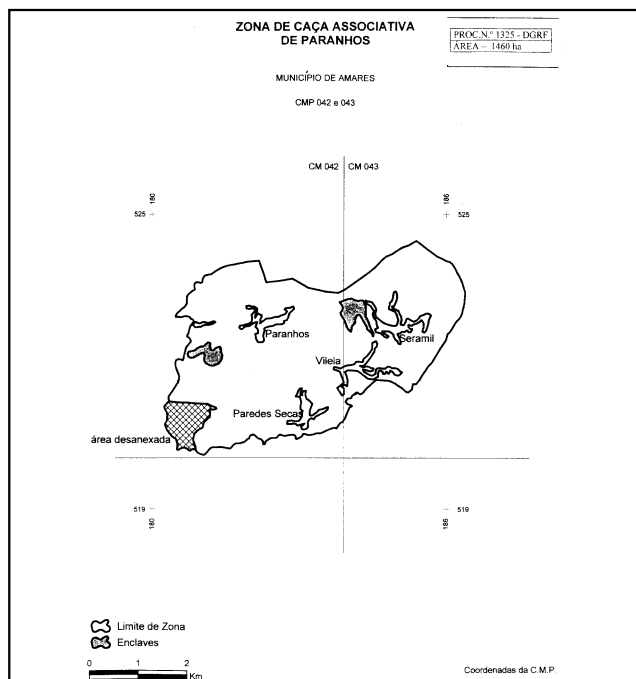 ZONA DE CAÇA ASSOCIATIVA
DE PARANHOS
PROC.N.º 1325 - DGRF
ÁREA – 1460 ha
MUNICÍPIO DE AMARES
CMP 042 e 043
CM 042
CM 043
180
186
525
525
Paranhos
Seramil
Vilela
Paredes Secas
área desanexada
519
519
180
186
Limite de Zona
Enclaves
0 1 2
Km
Coordenadas da C.M.P.